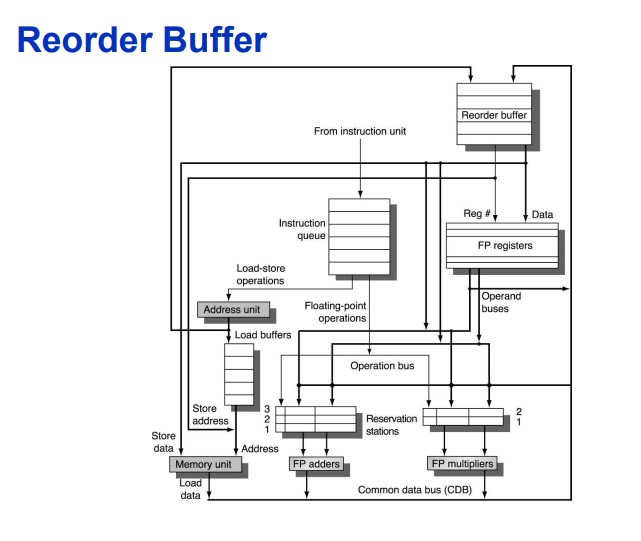 Reorder Buffer
Reorder buffer
From instruction unit
Reg #
Data
Instruction
queue
FP registers
Load-store
operations
Operand
buses
Address unit
Floating-point
operations
Load buffers
Operation bus
3
2
1
Store
address
Reservation
stations
2
1
Store
data
Address
Memory unit
FP adders
FP multipliers
Load
data
Common data bus (CDB)